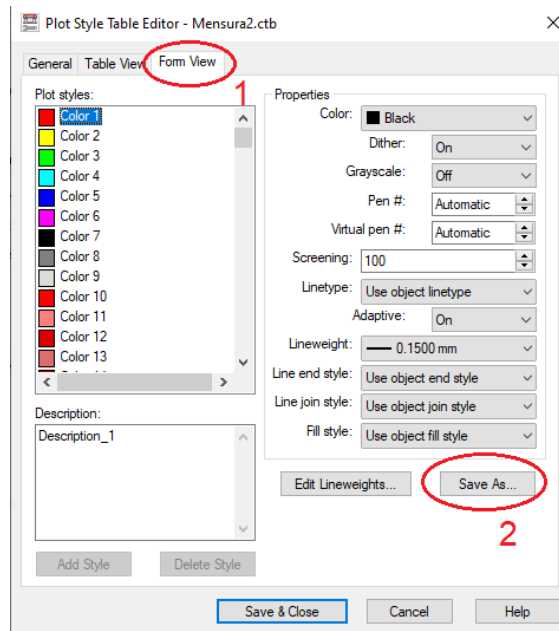 Plot Style Table Editor - Mensura2.ctb
General Table View Form View
1
Plot styles:
Color 1
Color 2
Color 3
Color 4
Color 5
Color 6
Color 7
Color 8
Color 9
Color 10
Color 11
Color 12
Color 13
Description:
Description_1
Add Style Delete Style
Properties
Color: Black
Dither: On
Grayscale: Off
Pen #: Automatic
Virtual pen #: Automatic
Screening: 100
Linetype: Use object linetype
Adaptive: On
Lineweight: 0.1500 mm
Line end style: Use object end style
Line join style: Use object join style
Fill style: Use object fill style
Edit Lineweights... Save As...
2
Save & Close Cancel Help